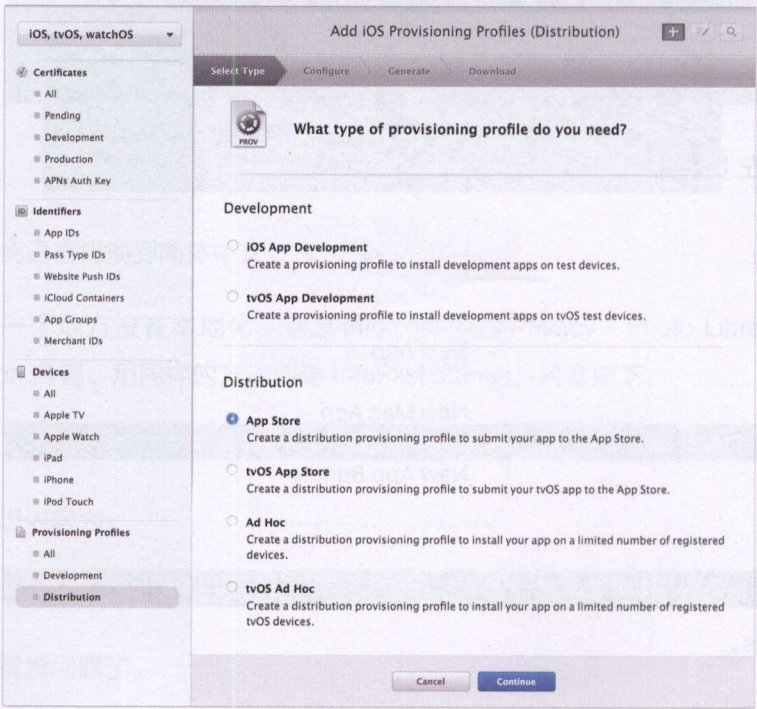 iOS, tvOS, watchOS
Add iOS Provisioning Profiles (Distribution)
Certificates
All
Pending
Development
Production
APNs Auth Key
ID Identifiers
App IDs
Pass Type IDs
Website Push IDs
iCloud Containers
App Groups
Merchant IDs
Devices
All
Apple TV
Apple Watch
iPad
iPhone
iPod Touch
Provisioning Profiles
All
Development
Distribution
Select Type
Configure
Generate
Download
PROV
What type of provisioning profile do you need?
Development
iOS App Development
Create a provisioning profile to install development apps on test devices.
tvOS App Development
Create a provisioning profile to install development apps on tvOS test devices.
Distribution
App Store
Create a distribution provisioning profile to submit your app to the App Store.
tvOS App Store
Create a distribution provisioning profile to submit your tvOS app to the App Store.
Ad Hoc
Create a distribution provisioning profile to install your app on a limited number of registered
devices.
tvOS Ad Hoc
Create a distribution provisioning profile to install your app on a limited number of registered
tvOS devices.
Cancel
Continue
New App
New Mac App